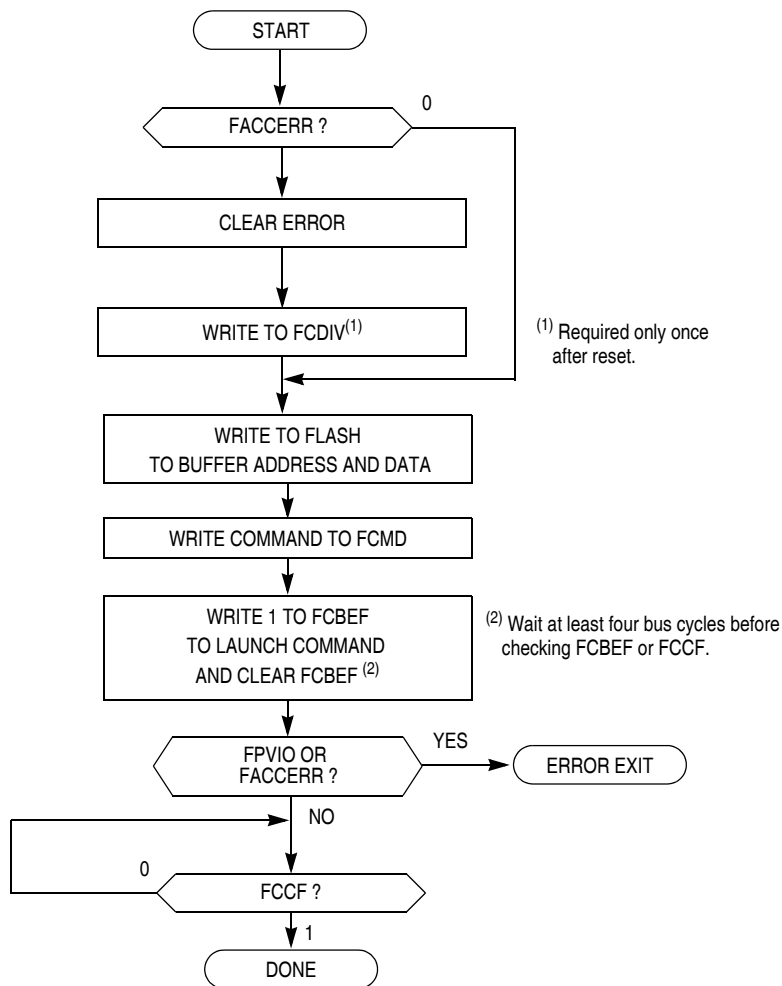 START
0
FACCERR ?
CLEAR ERROR
WRITE TO FCDIV(1)
(1) Required only once
after reset.
WRITE TO FLASH
TO BUFFER ADDRESS AND DATA
WRITE COMMAND TO FCMD
WRITE 1 TO FCBEF
TO LAUNCH COMMAND
AND CLEAR FCBEF (2)
(2) Wait at least four bus cycles before
checking FCBEF or FCCF.
FPVIO OR
FACCERR ?
YES
ERROR EXIT
NO
0
FCCF ?
1
DONE